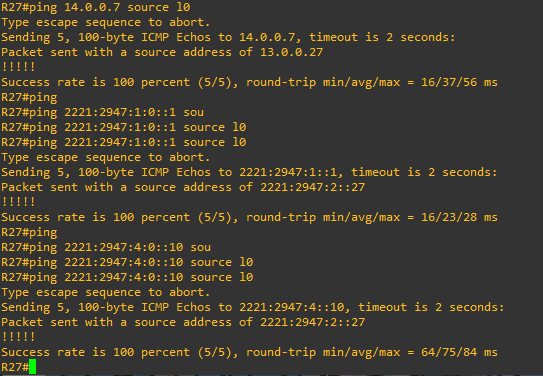 R27#ping 14.0.0.7 source l0
Type escape sequence to abort.
Sending 5, 100-byte ICMP Echos to 14.0.0.7, timeout is 2 seconds:
Packet sent with a source address of 13.0.0.27
!!!!!
Success rate is 100 percent (5/5), round-trip min/avg/max = 16/37/56 ms
R27#ping
R27#ping 2221:2947:1:0::1 sou
R27#ping 2221:2947:1:0::1 source l0
R27#ping 2221:2947:1:0::1 source l0
Type escape sequence to abort.
Sending 5, 100-byte ICMP Echos to 2221:2947:1::1, timeout is 2 seconds:
Packet sent with a source address of 2221:2947:2::27
!!!!!
Success rate is 100 percent (5/5), round-trip min/avg/max = 16/23/28 ms
R27#ping
R27#ping 2221:2947:4:0::10 sou
R27#ping 2221:2947:4:0::10 source l0
R27#ping 2221:2947:4:0::10 source l0
Type escape sequence to abort.
Sending 5, 100-byte ICMP Echos to 2221:2947:4::10, timeout is 2 seconds:
Packet sent with a source address of 2221:2947:2::27
!!!!!
Success rate is 100 percent (5/5), round-trip min/avg/max = 64/75/84 ms
R27#